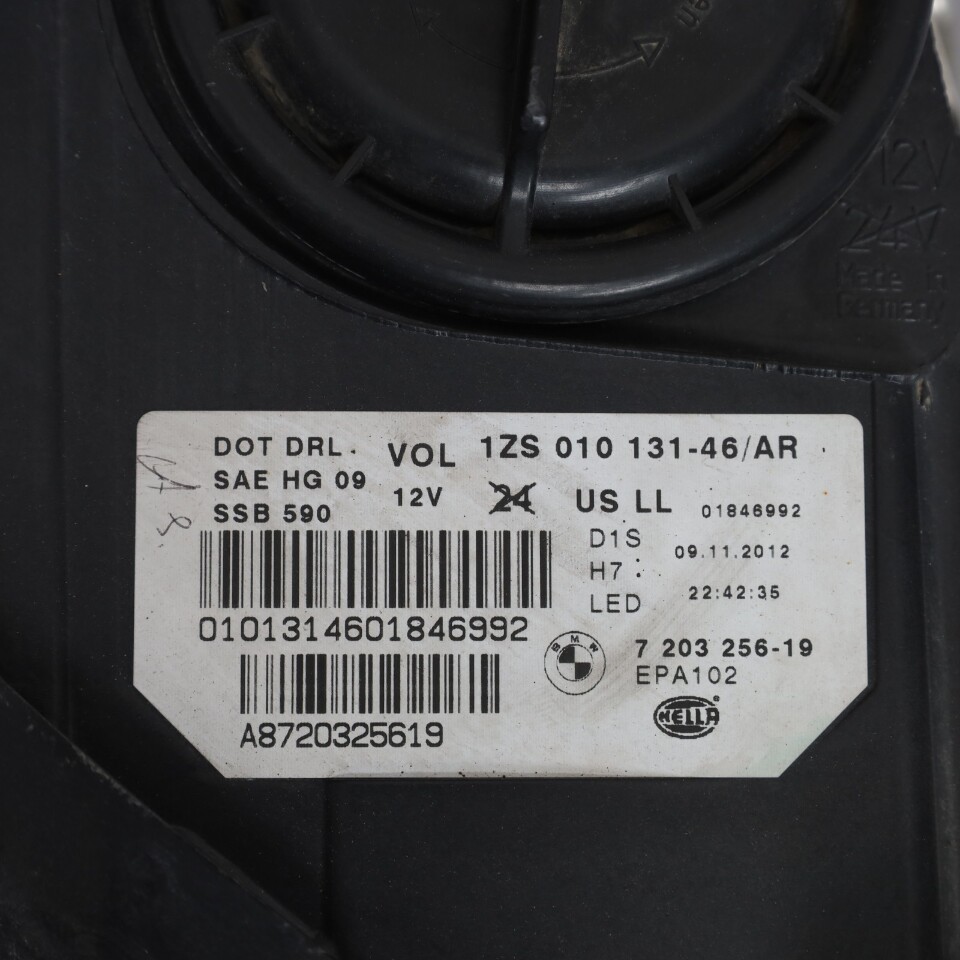 en
12V
24V
Made in
Germany
DOT DRL. VOL 1ZS 010 131-46/AR
SAE HG 09 12V 24 US LL 01846992
SSB 590
D1S 09.11.2012
H7 :
LED 22:42:35
0101314601846992
BMW 7 203 256-19
EPA102
HELLA ®
A8720325619